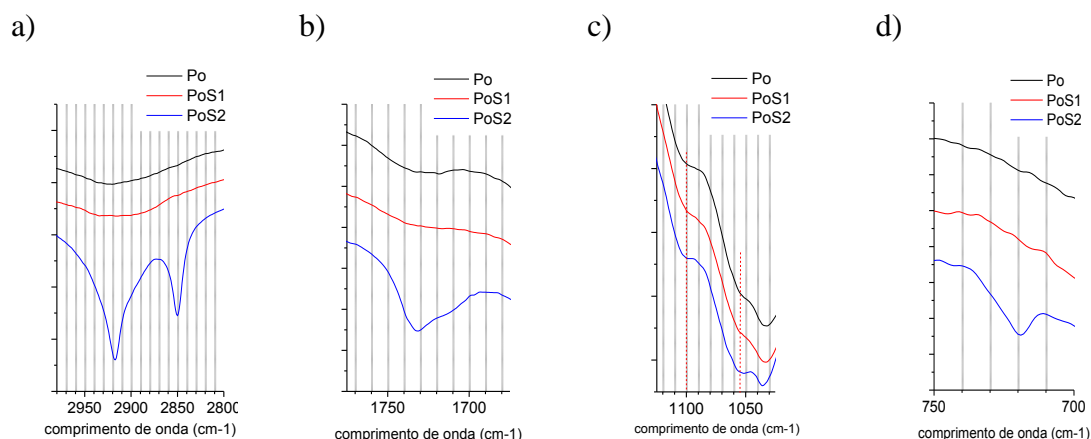 a)
b)
c)
d)
Po
PoS1
PoS2
Po
PoS1
PoS2
Po
PoS1
PoS2
Po
PoS1
PoS2
2950 2900 2850 2800
1750 1700
1100 1050
750 700
comprimento de onda (cm-1)
comprimento de onda (cm-1)
comprimento de onda (cm-1)
comprimento de onda (cm-1)